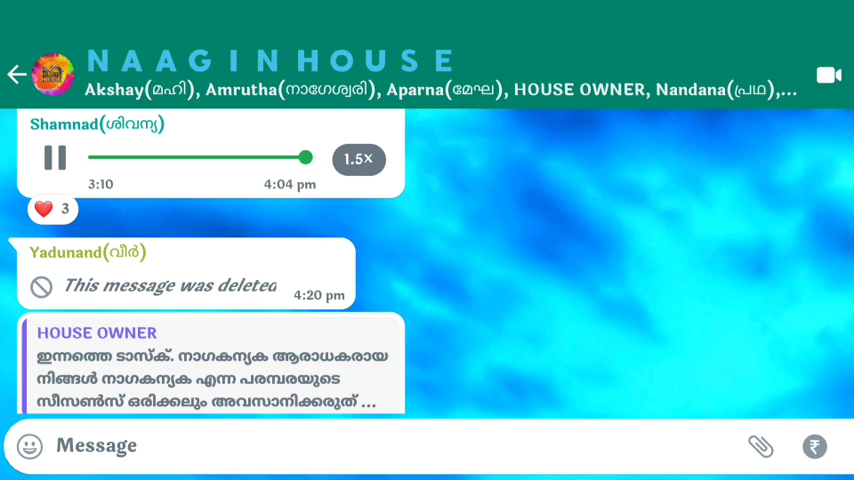 NAAGINHOUSE
Akshay(മഹി), Amrutha(നാഗേശ്വരി), Aparna(മേഘ), HOUSE OWNER, Nandana(പ്രഥ),...
Shamnad(ശിവന്യ)
1.5X
3:10 4:04 pm
❤️ 3
Yadunand(വീർ)
This message was deleted
4:20 pm
HOUSE OWNER
ഇന്നത്തെ ടാസ്ക്. നാഗകന്യക ആരാധകരായ
നിങ്ങൾ നാഗകന്യക എന്ന പരമ്പരയുടെ
സീസൺസ് ഒരിക്കലും അവസാനിക്കരുത് ...
Message